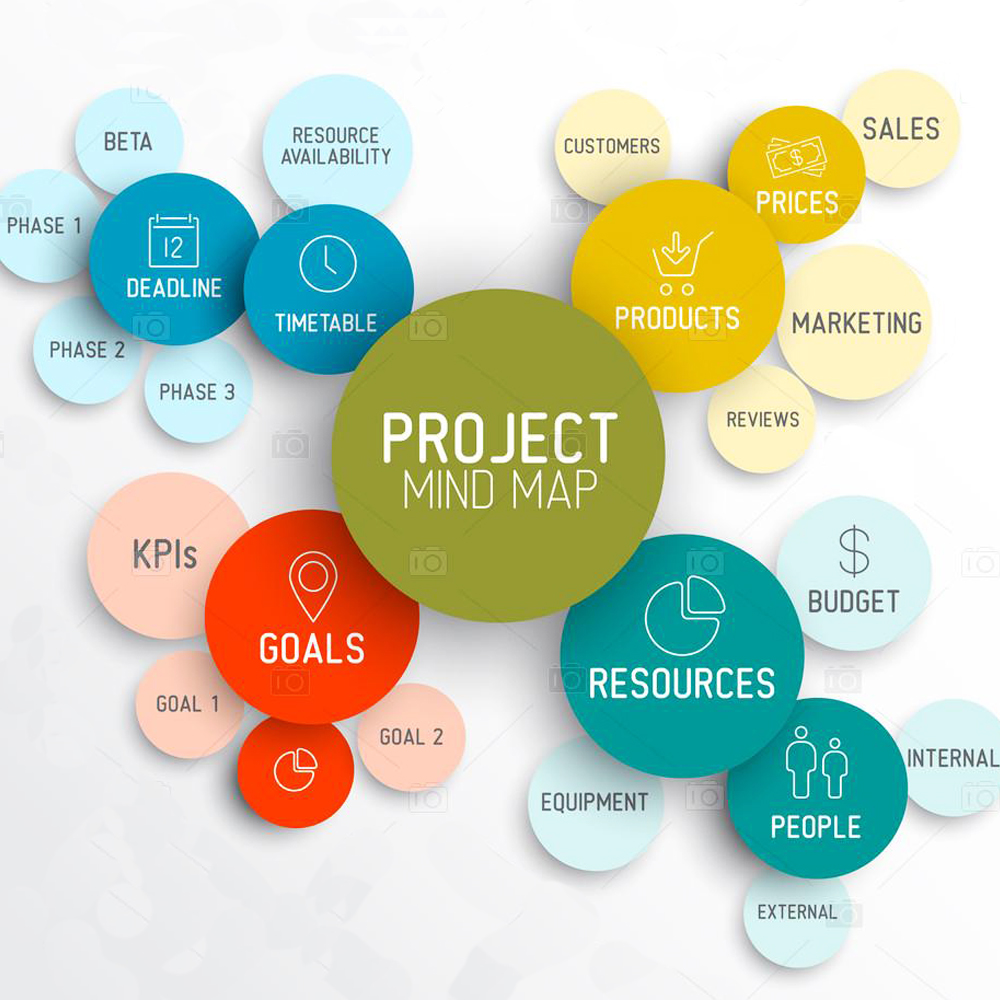 BETA
RESOURCE
AVAILABILITY
PHASE 1
12
DEADLINE
TIMETABLE
PHASE 2
PHASE 3
CUSTOMERS
$
PRICES
SALES
PRODUCTS
MARKETING
REVIEWS
PROJECT
MIND MAP
KPIs
GOALS
GOAL 1
GOAL 2
$
BUDGET
RESOURCES
EQUIPMENT
PEOPLE
INTERNAL
EXTERNAL